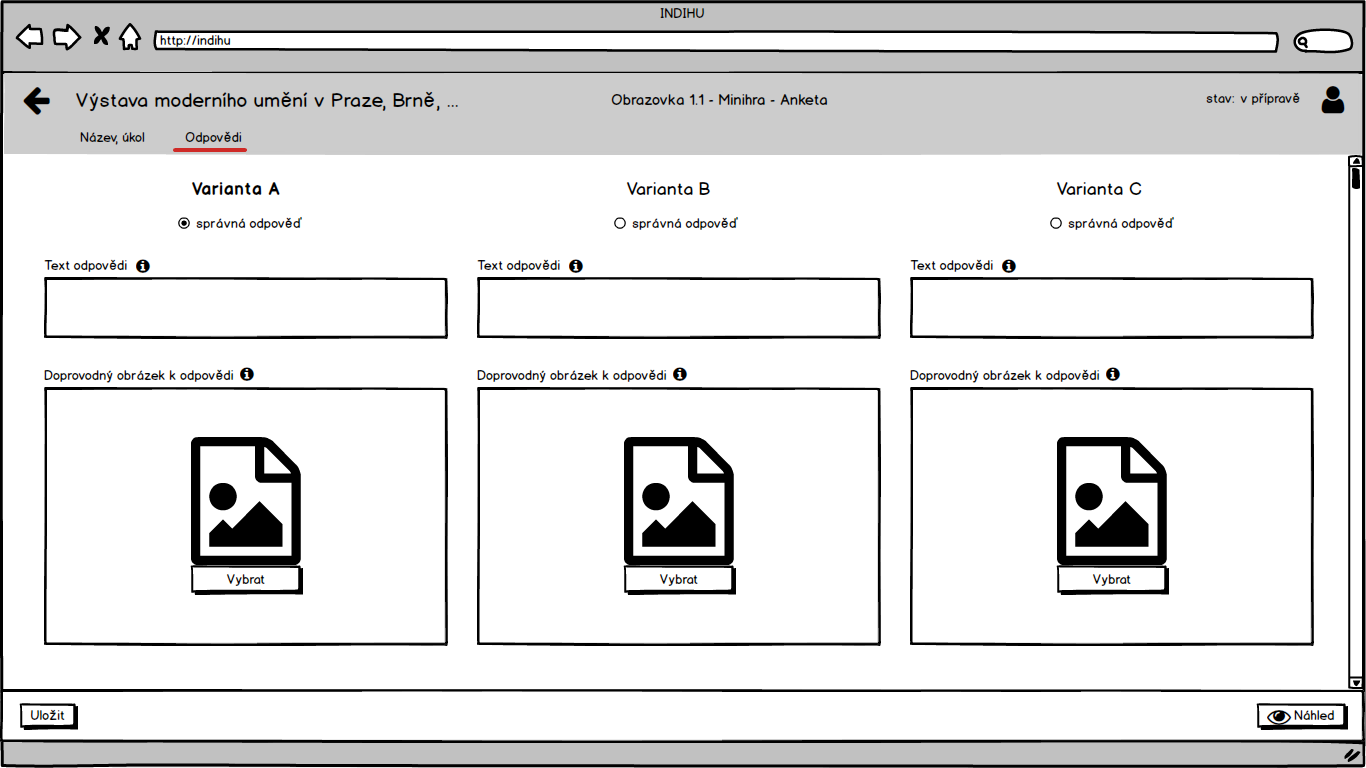 INDIHU
http://indihu
Výstava moderního umění v Praze, Brně, ...
Obrazovka 1.1 - Minihra - Anketa
stav: v přípravě
Název, úkol
Odpovědi
Varianta A
Varianta B
Varianta C
správná odpověď
správná odpověď
správná odpověď
Text odpovědi
Text odpovědi
Text odpovědi
Doprovodný obrázek k odpovědi
Doprovodný obrázek k odpovědi
Doprovodný obrázek k odpovědi
Vybrat
Vybrat
Vybrat
Uložit
Náhled